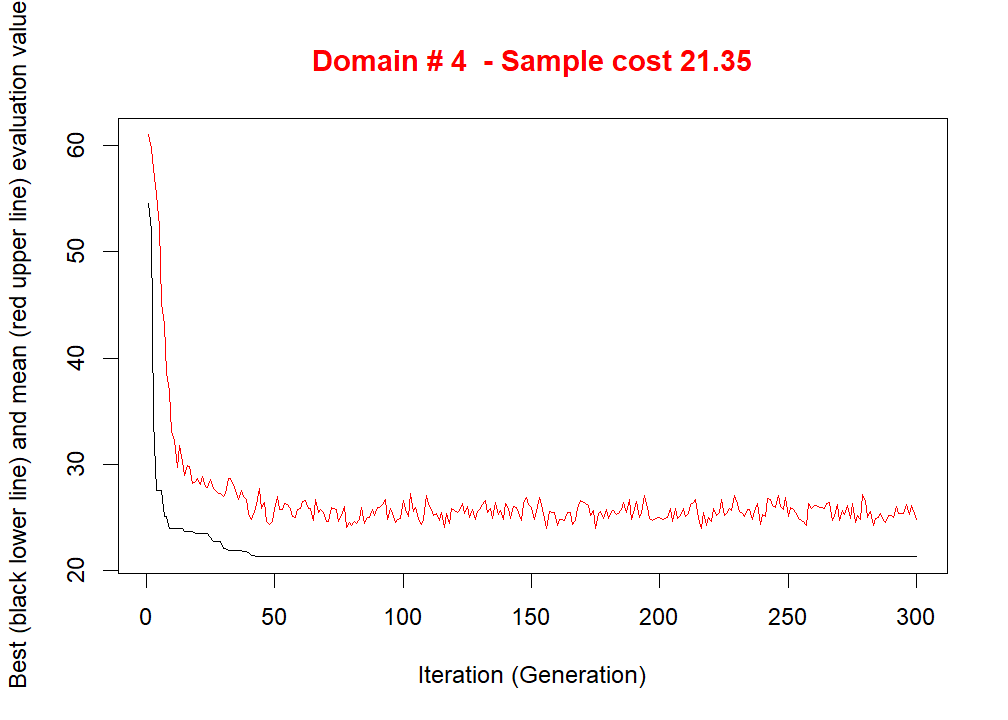 Domain # 4  - Sample cost 21.35
Best (black lower line) and mean (red upper line) evaluation value
60
50
40
30
20
0 50 100 150 200 250 300
Iteration (Generation)